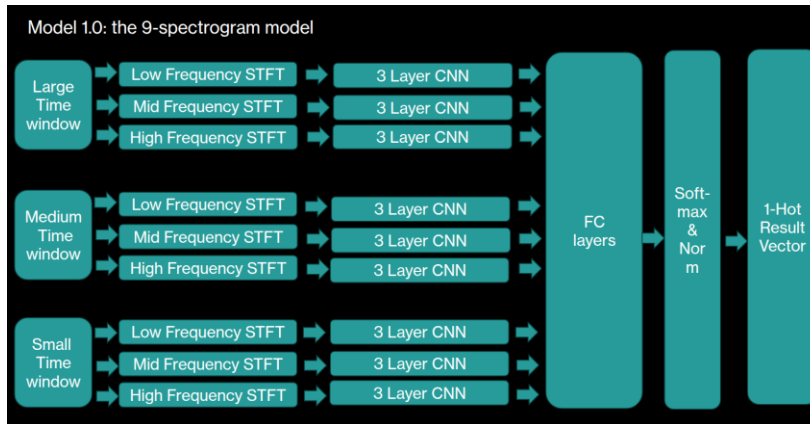 Model 1.0: the 9-spectrogram model
Large
Time
window
Low Frequency STFT
3 Layer CNN
Mid Frequency STFT
3 Layer CNN
High Frequency STFT
3 Layer CNN
Medium
Time
window
Low Frequency STFT
3 Layer CNN
Mid Frequency STFT
3 Layer CNN
High Frequency STFT
3 Layer CNN
Small
Time
window
Low Frequency STFT
3 Layer CNN
Mid Frequency STFT
3 Layer CNN
High Frequency STFT
3 Layer CNN
FC
layers
Soft-
max
&
Nor
m
1-Hot
Result
Vector